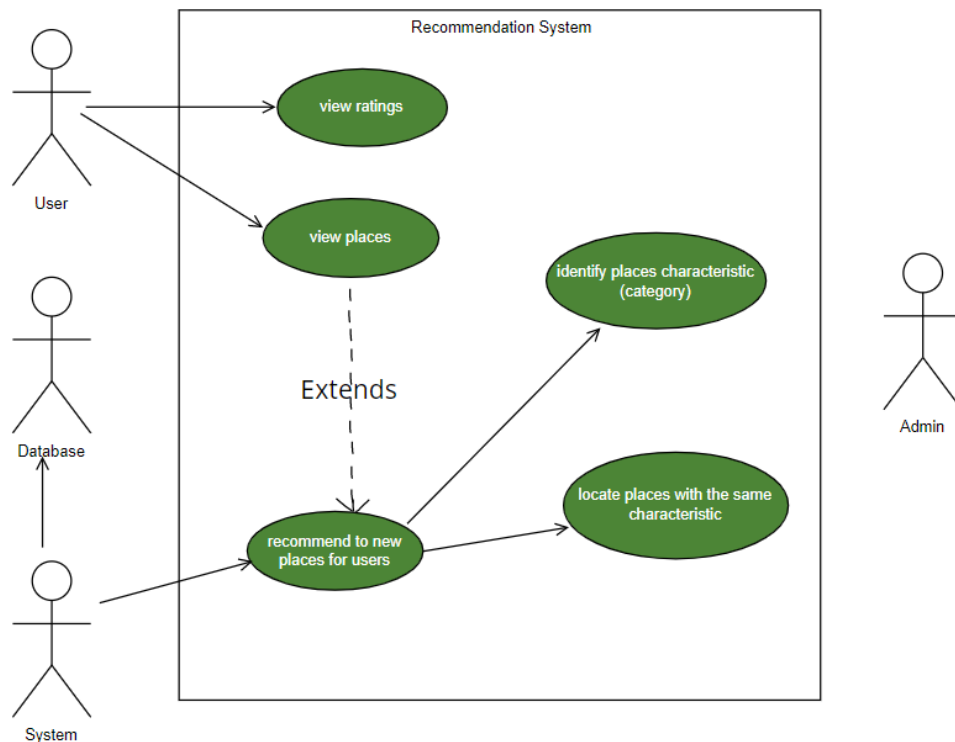 Recommendation System
view ratings
User
view places
identify places characteristic
(category)
Extends
Admin
Database
locate places with the same
characteristic
recommend to new
places for users
System